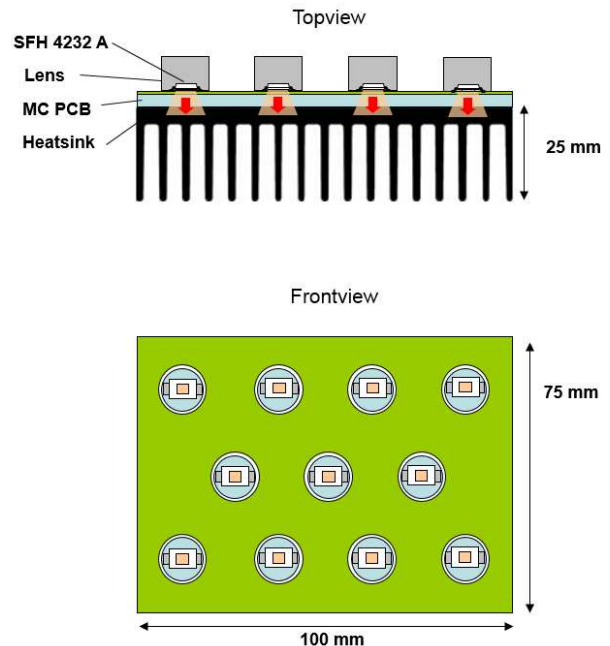 Topview
SFH 4232 A
Lens
MC PCB
Heatsink
25 mm
Frontview
75 mm
100 mm